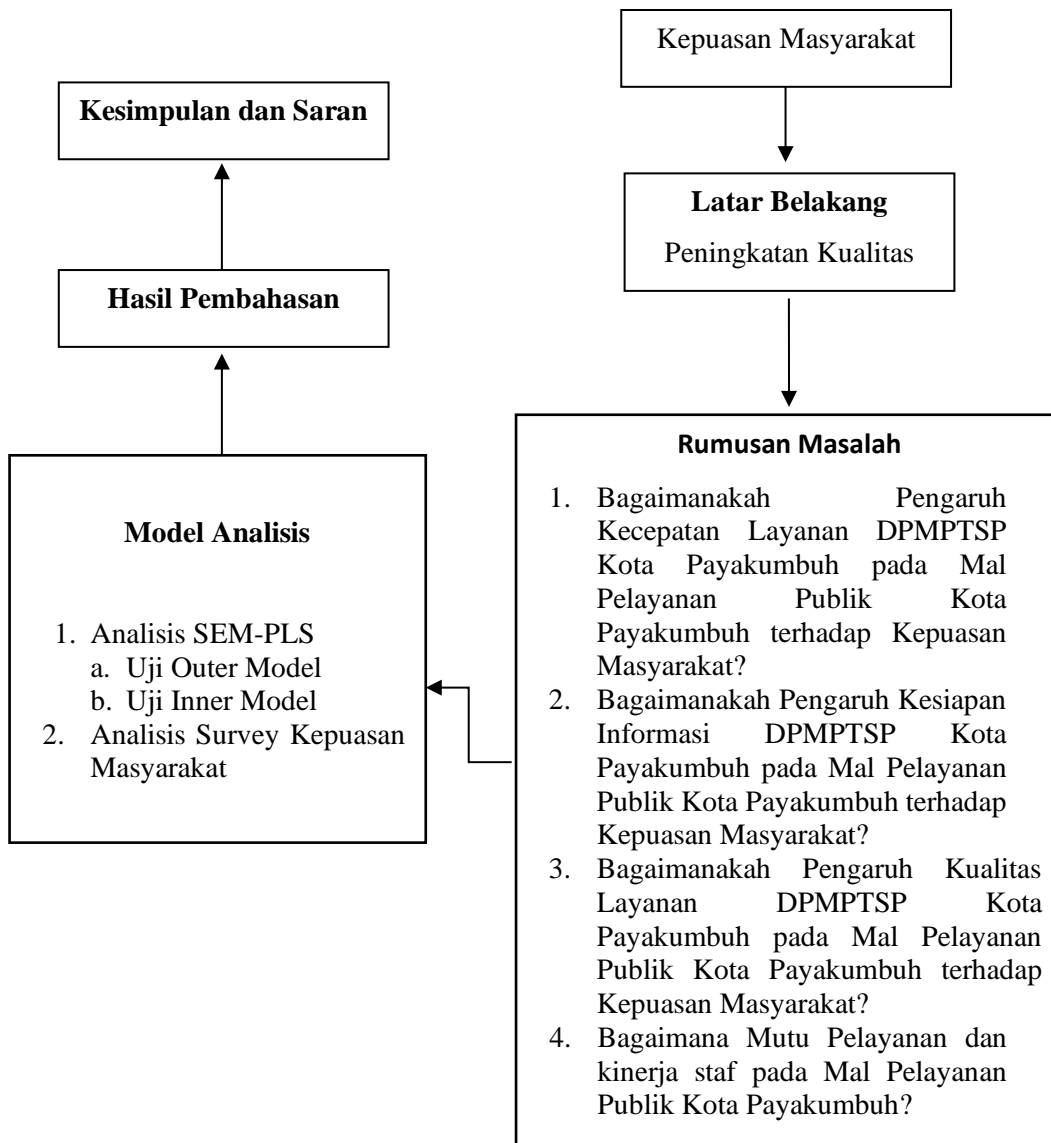 Kepuasan Masyarakat
Latar Belakang
Peningkatan Kualitas
Rumusan Masalah
1. Bagaimanakah Pengaruh
Kecepatan Layanan DPMPTSP
Kota Payakumbuh pada Mal
Pelayanan Publik Kota
Payakumbuh terhadap Kepuasan
Masyarakat?
2. Bagaimanakah Pengaruh Kesiapan
Informasi DPMPTSP Kota
Payakumbuh pada Mal Pelayanan
Publik Kota Payakumbuh terhadap
Kepuasan Masyarakat?
3. Bagaimanakah Pengaruh Kualitas
Layanan DPMPTSP Kota
Payakumbuh pada Mal Pelayanan
Publik Kota Payakumbuh terhadap
Kepuasan Masyarakat?
4. Bagaimana Mutu Pelayanan dan
kinerja staf pada Mal Pelayanan
Publik Kota Payakumbuh?
Model Analisis
1. Analisis SEM-PLS
a. Uji Outer Model
b. Uji Inner Model
2. Analisis Survey Kepuasan
Masyarakat
Hasil Pembahasan
Kesimpulan dan Saran